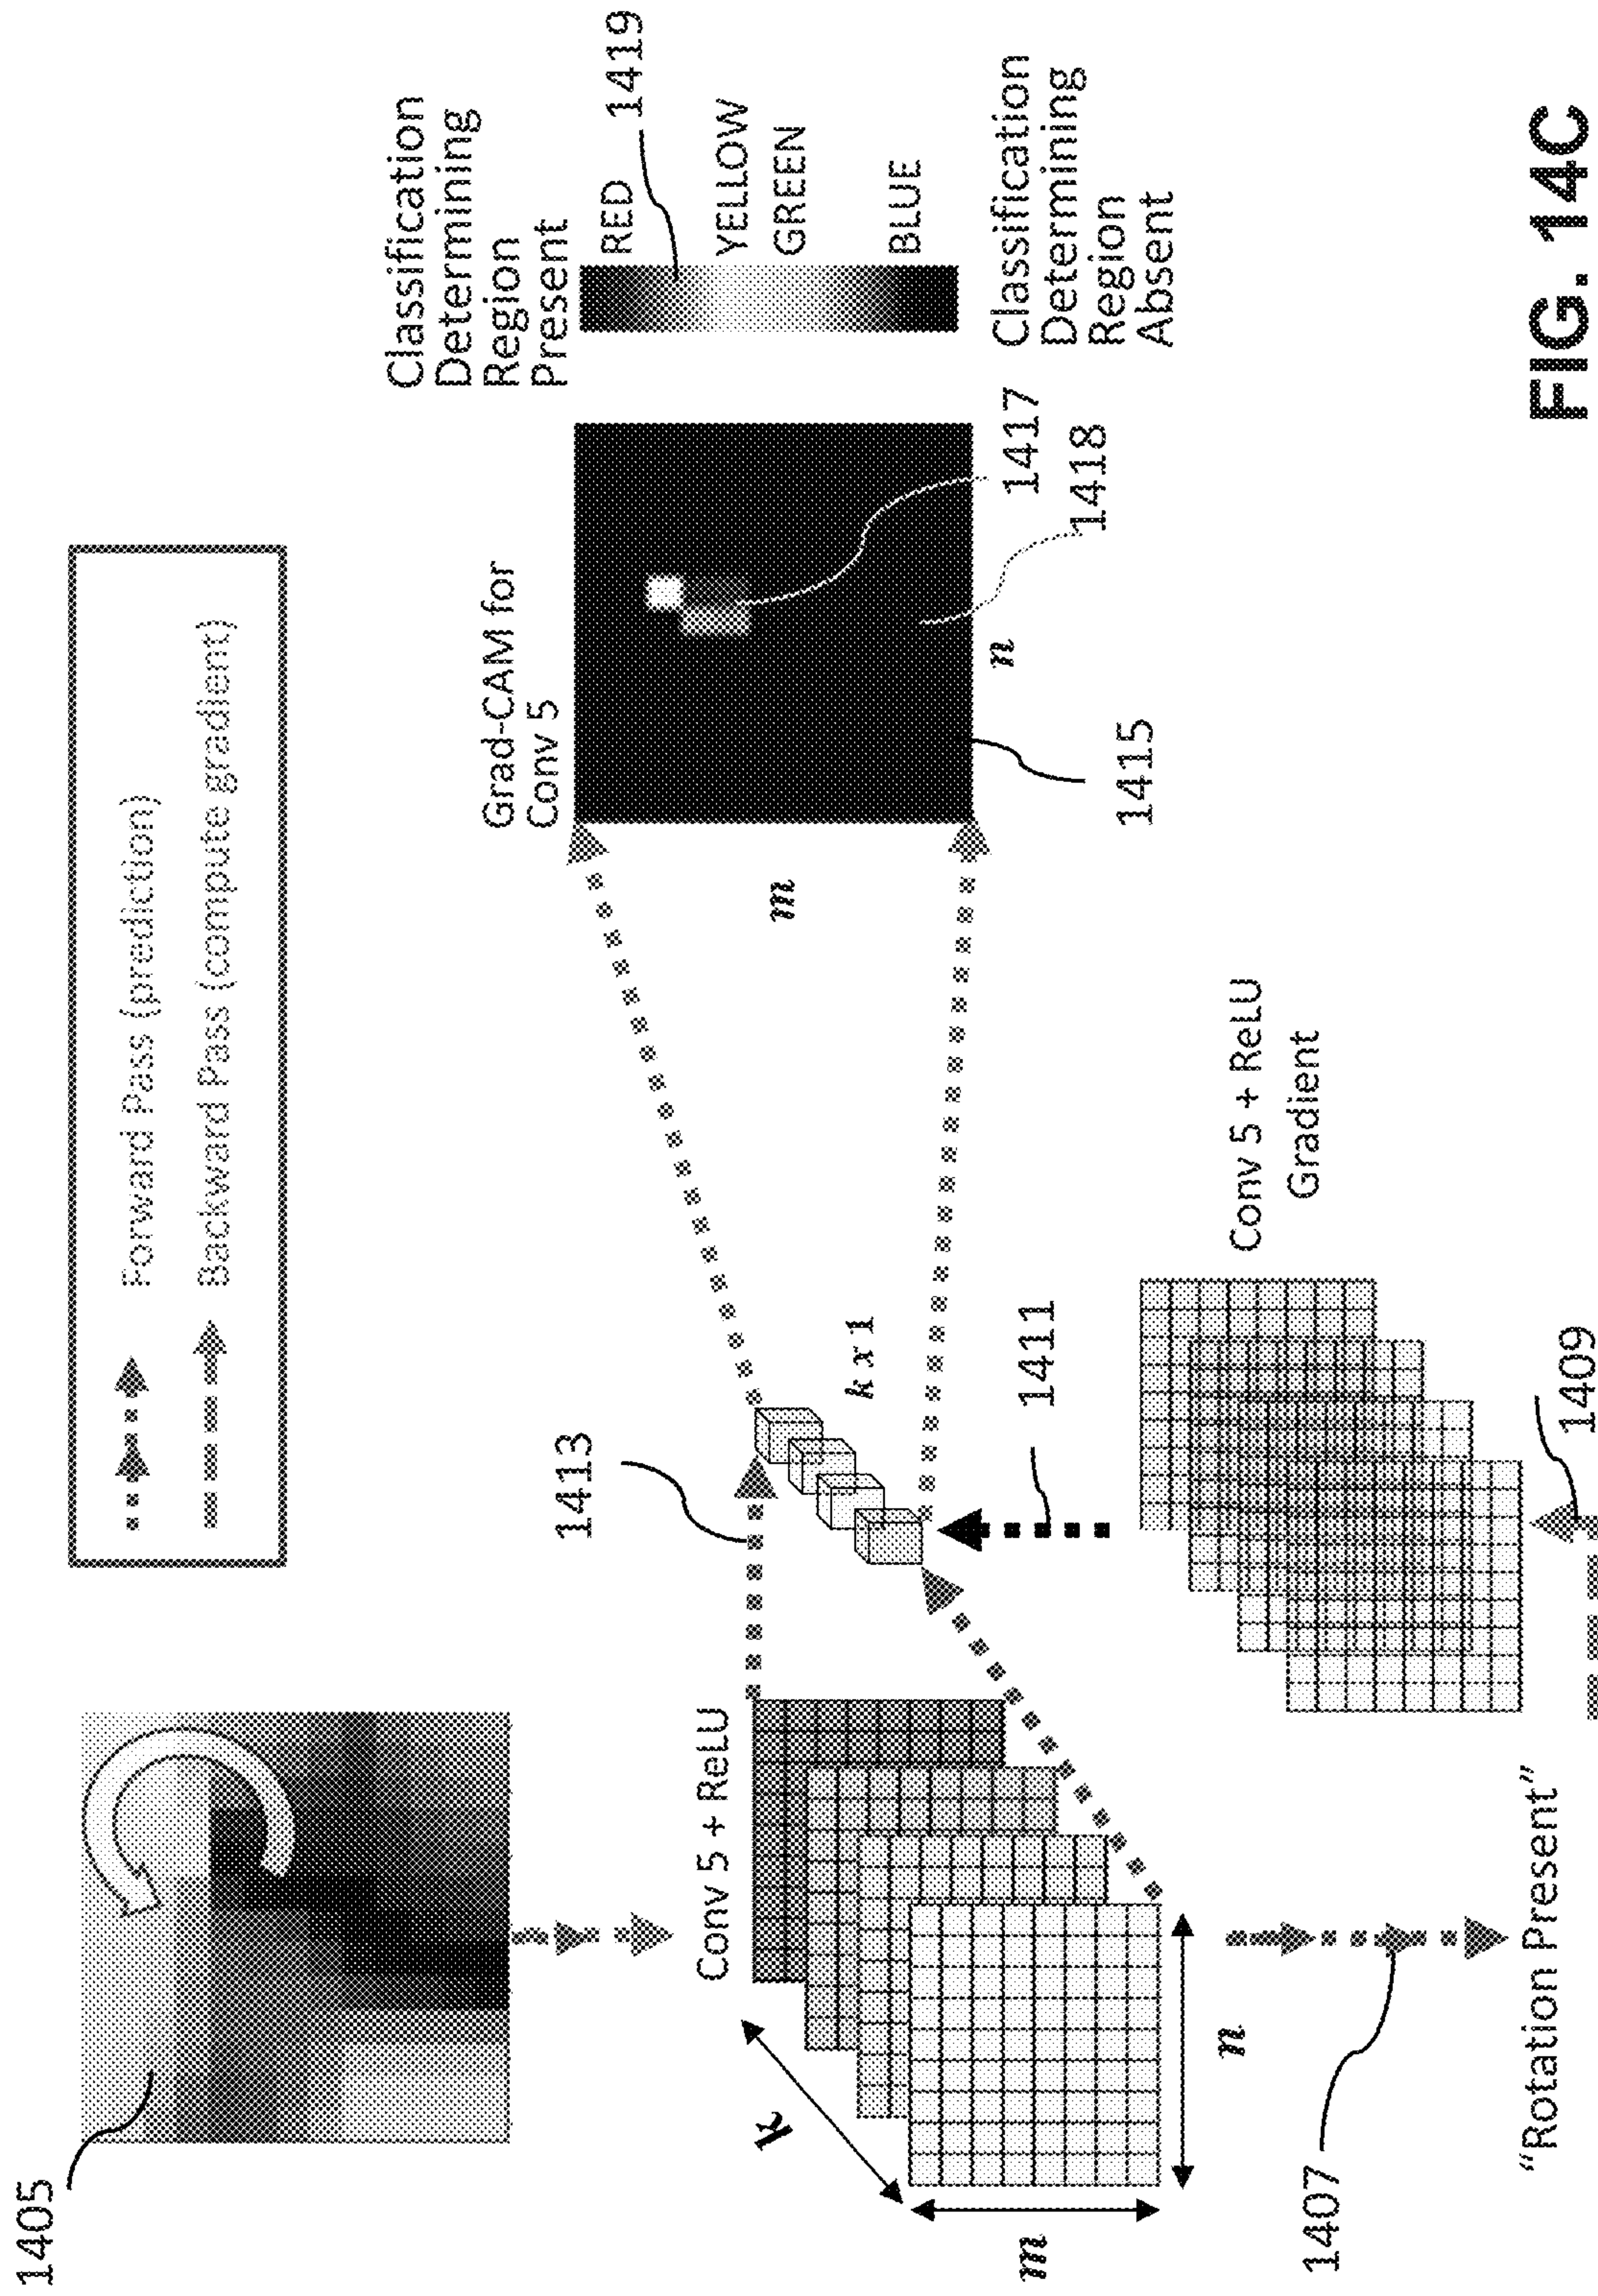 Forward Pass (prediction)
Backward Pass (compute gradient)
1405
Conv 5 + ReLU
k
m
n
1407
"Rotation Present"
1413
k x 1
1411
Conv 5 + ReLU
Gradient
1409
Grad-CAM for
Conv 5
m
n
1415
1417
1418
Classification
Determining
Region
Present
RED
YELLOW
GREEN
BLUE
1419
Classification
Determining
Region
Absent
FIG. 14C